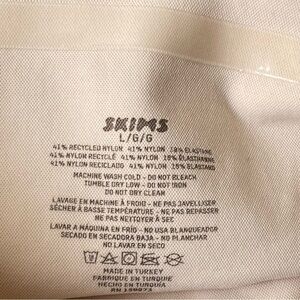 SKIMS
L/G/G
41% RECYCLED NYLON 41% NYLON 18% ELASTANE
41% NYLON RECYCLÉ 41% NYLON 18% ÉLASTHANNE
41% NYLON RECICLADO 41% NYLON 18% ELASTANO
MACHINE WASH COLD - DO NOT BLEACH
TUMBLE DRY LOW - DO NOT IRON
DO NOT DRY CLEAN
LAVAGE EN MACHINE À FROID - NE PAS JAVELLISER
SÉCHER À BASSE TEMPÉRATURE - NE PAS REPASSER
NE PAS NETTOYER À SEC
LAVAR A MÁQUINA EN FRÍO - NO USA BLANQUEADOR
SECADO EN SECADORA BAJA - NO PLANCHAR
NO LAVAR EN SECO
MADE IN TURKEY
FABRIQUÉ EN TURQUIE
HECHO EN TURQUÍA